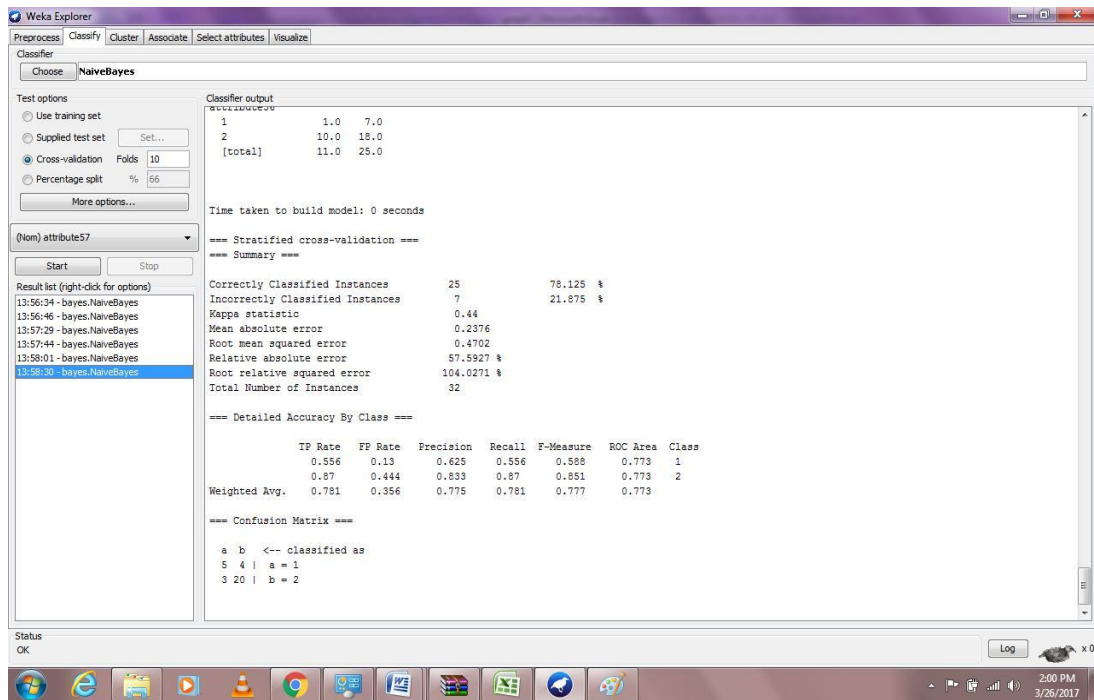 Weka Explorer
Preprocess Classify Cluster Associate Select attributes Visualize
Classifier
Choose NaiveBayes
Test options
Use training set
Supplied test set Set...
Cross-validation Folds 10
Percentage split % 66
More options...
(Nom) attribute57
Start Stop
Result list (right-click for options)
13:56:34 - bayes.NaiveBayes
13:56:46 - bayes.NaiveBayes
13:57:29 - bayes.NaiveBayes
13:57:44 - bayes.NaiveBayes
13:58:01 - bayes.NaiveBayes
13:58:30 - bayes.NaiveBayes
Classifier output
attribute56
1 1.0 7.0
2 10.0 18.0
[total] 11.0 25.0
Time taken to build model: 0 seconds
=== Stratified cross-validation ===
=== Summary ===
Correctly Classified Instances 25 78.125 %
Incorrectly Classified Instances 7 21.875 %
Kappa statistic 0.44
Mean absolute error 0.2376
Root mean squared error 0.4702
Relative absolute error 57.5927 %
Root relative squared error 104.0271 %
Total Number of Instances 32
=== Detailed Accuracy By Class ===
TP Rate FP Rate Precision Recall F-Measure ROC Area Class
0.556 0.13 0.625 0.556 0.588 0.773 1
0.87 0.444 0.833 0.87 0.851 0.773 2
Weighted Avg. 0.781 0.356 0.775 0.781 0.777 0.773
=== Confusion Matrix ===
a b <-- classified as
5 4 | a = 1
3 20 | b = 2
Status
OK
Log x 0
2:00 PM
3/26/2017